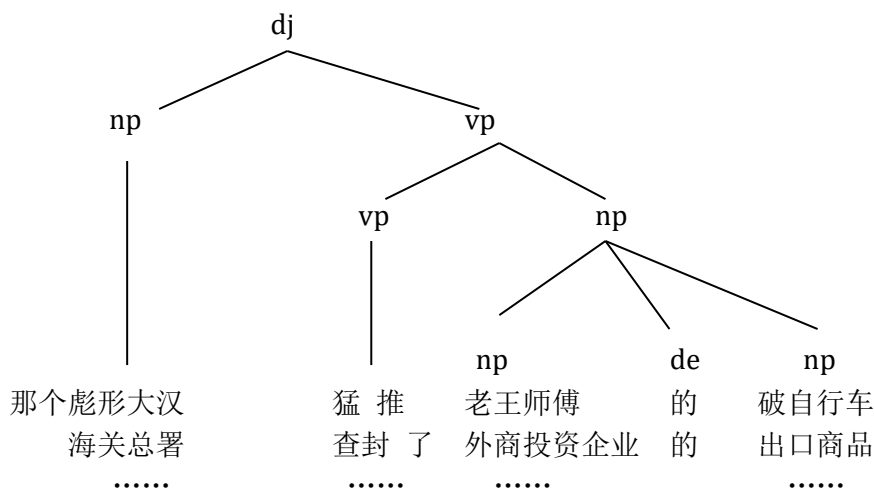 dj
np vp
vp np
np de np
那个彪形大汉 猛 推 老王师傅 的 破自行车
海关总署 查封 了 外商投资企业 的 出口商品
…… …… …… ……